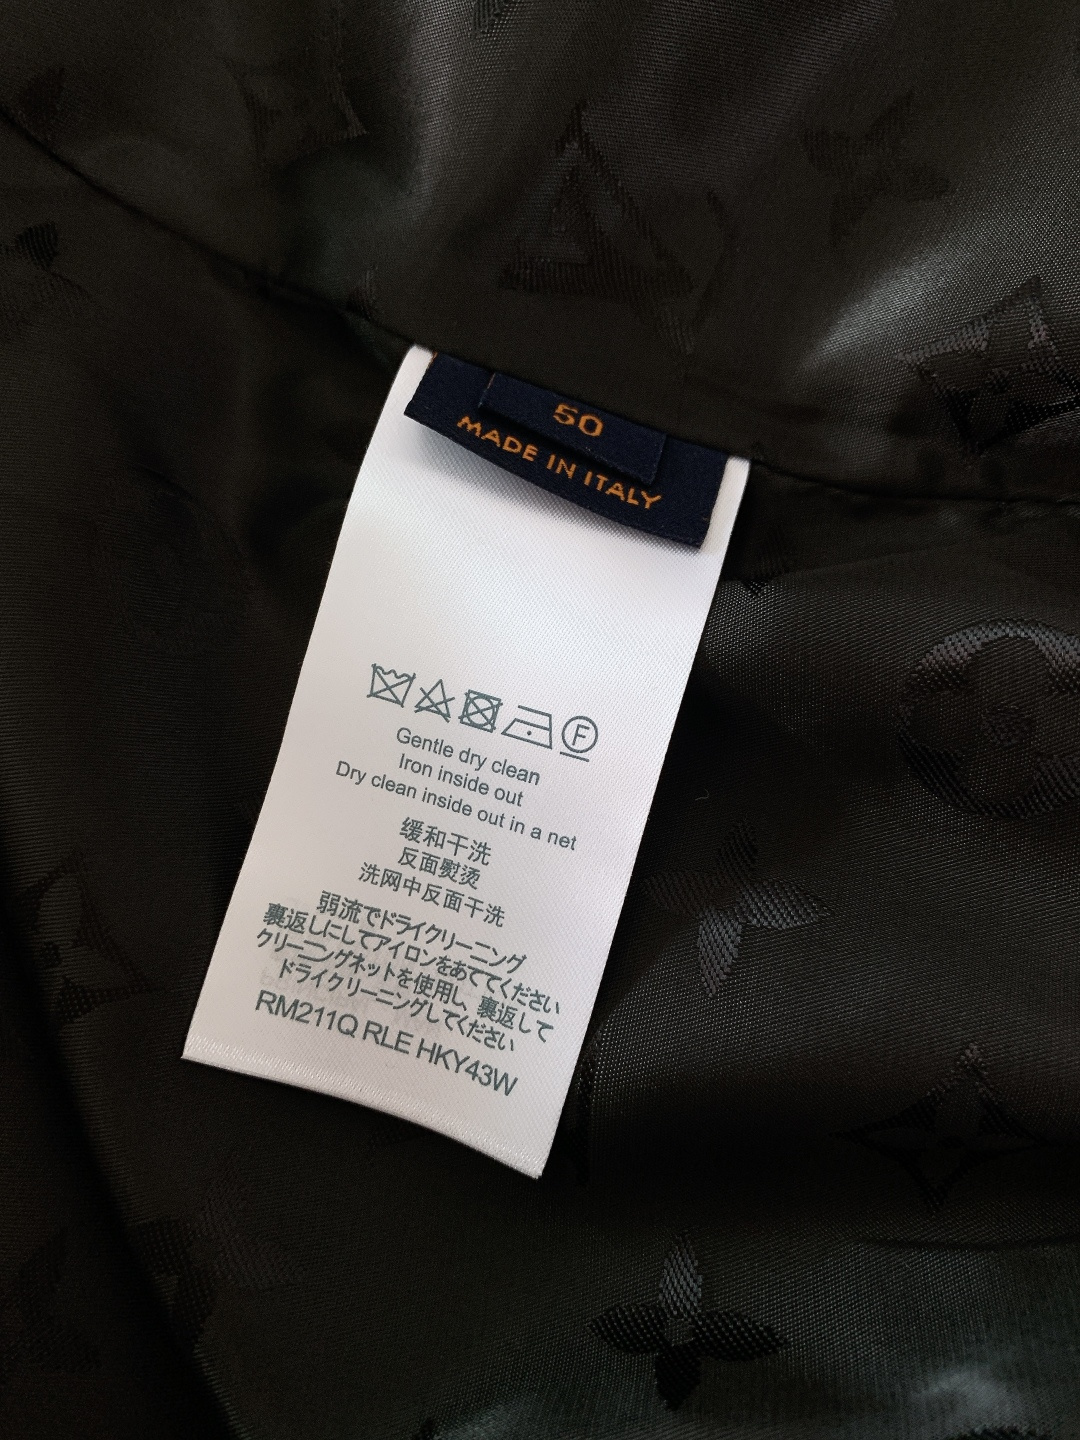 50
MADE IN ITALY
F
Gentle dry clean
Iron inside out
Dry clean inside out in a net
缓和干洗
反面熨烫
洗网中反面干洗
弱流でドライクリーニング
裏返しにしてアイロンをあててください
クリーニングネットを使用し、裏返して
ドライクリーニングしてください
RM211Q RLE HKY43W